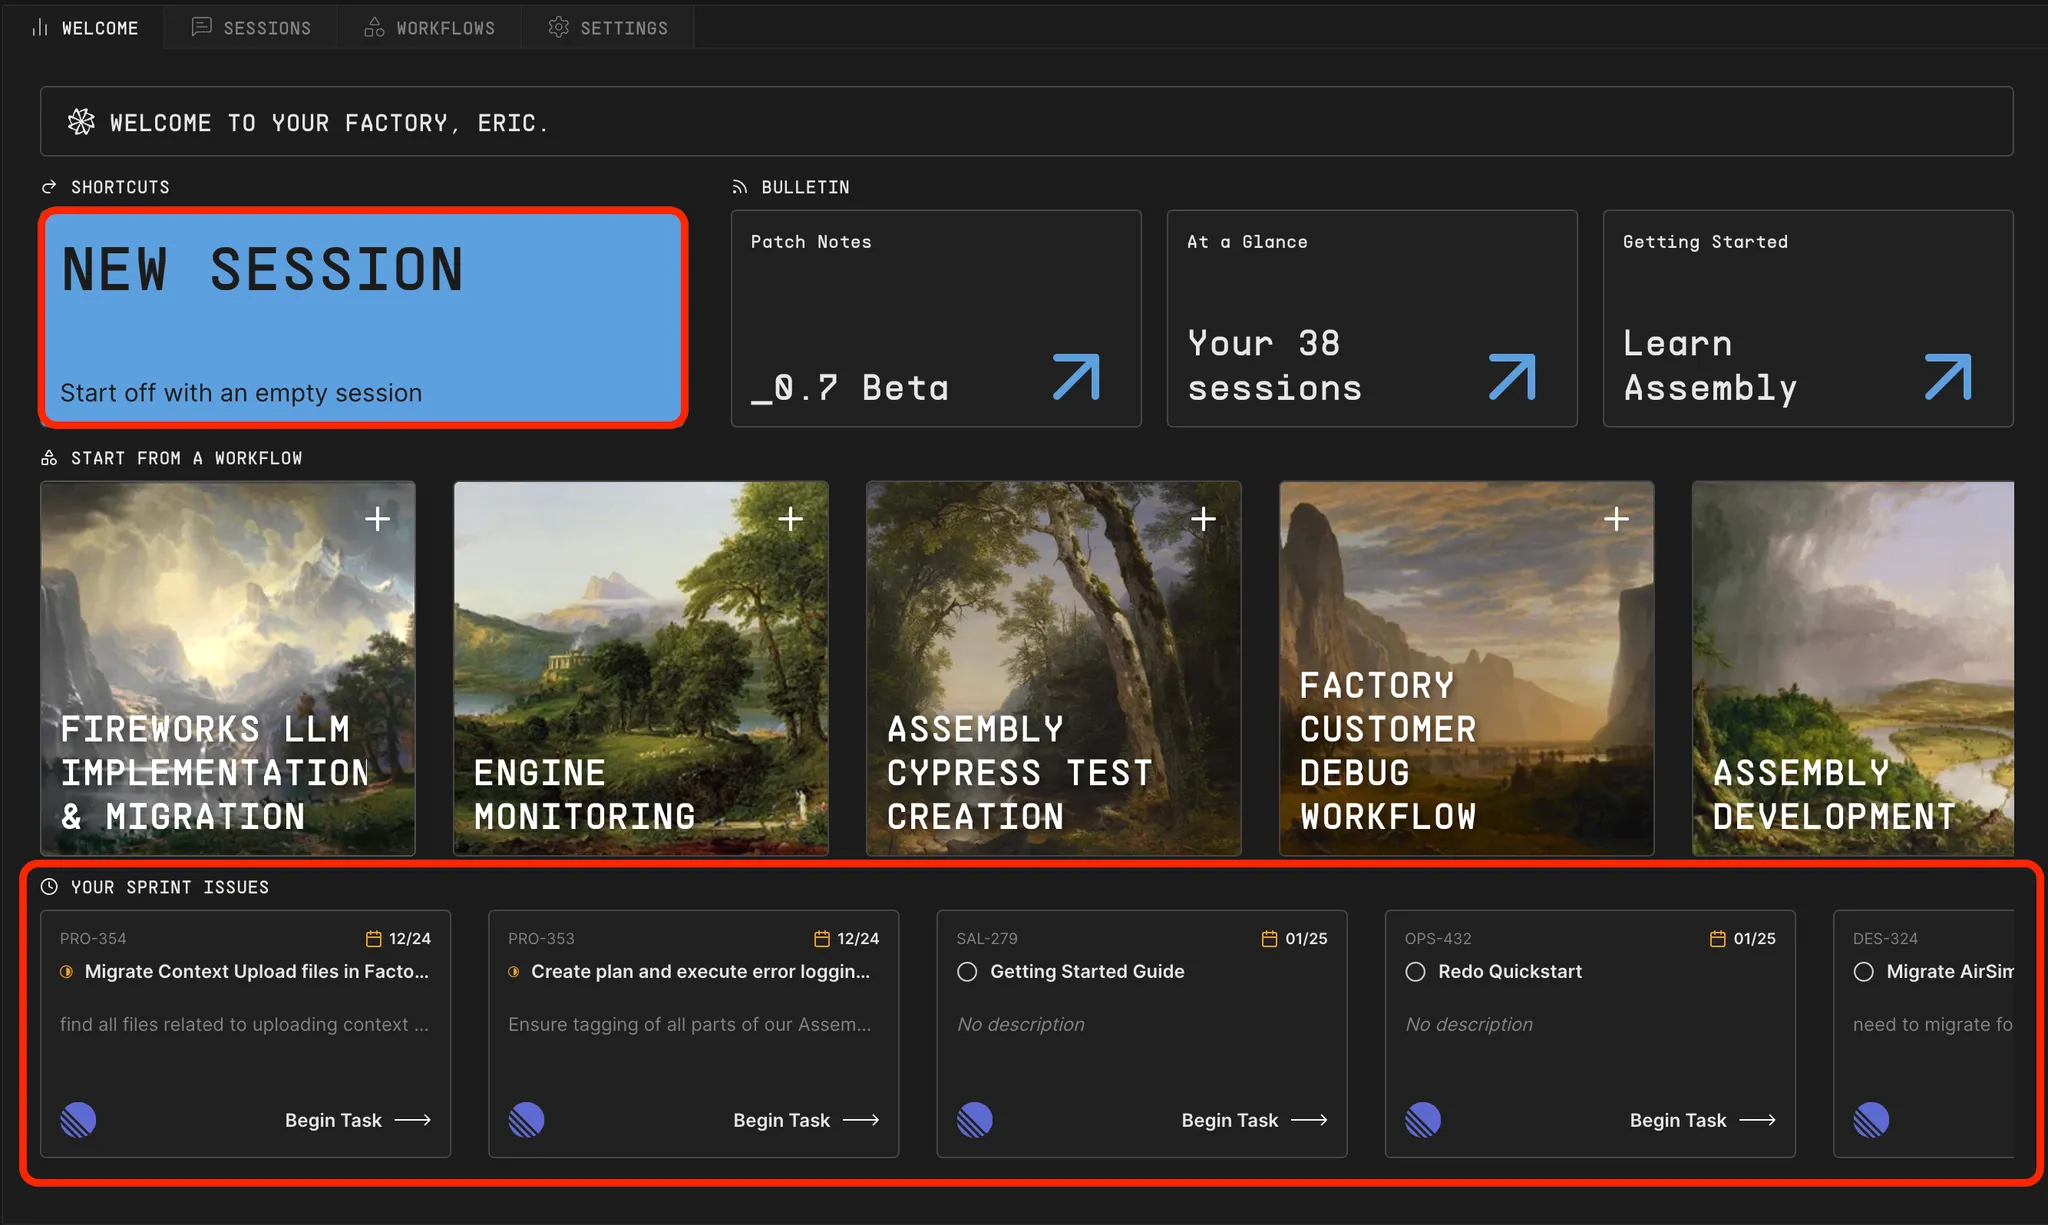 WELCOME
SESSIONS
WORKFLOWS
SETTINGS
WELCOME TO YOUR FACTORY, ERIC.
SHORTCUTS
NEW SESSION
Start off with an empty session
BULLETIN
Patch Notes
_0.7 Beta
At a Glance
Your 38
sessions
Getting Started
Learn
Assembly
START FROM A WORKFLOW
FIREWORKS LLM
IMPLEMENTATION
& MIGRATION
ENGINE
MONITORING
ASSEMBLY
CYPRESS TEST
CREATION
FACTORY
CUSTOMER
DEBUG
WORKFLOW
ASSEMBLY
DEVELOPMENT
YOUR SPRINT ISSUES
PRO-354
12/24
Migrate Context Upload files in Facto...
find all files related to uploading context ...
Begin Task
PRO-353
12/24
Create plan and execute error loggin...
Ensure tagging of all parts of our Assem...
Begin Task
SAL-279
01/25
Getting Started Guide
No description
Begin Task
OPS-432
01/25
Redo Quickstart
No description
Begin Task
DES-324
Migrate AirSim
need to migrate fo